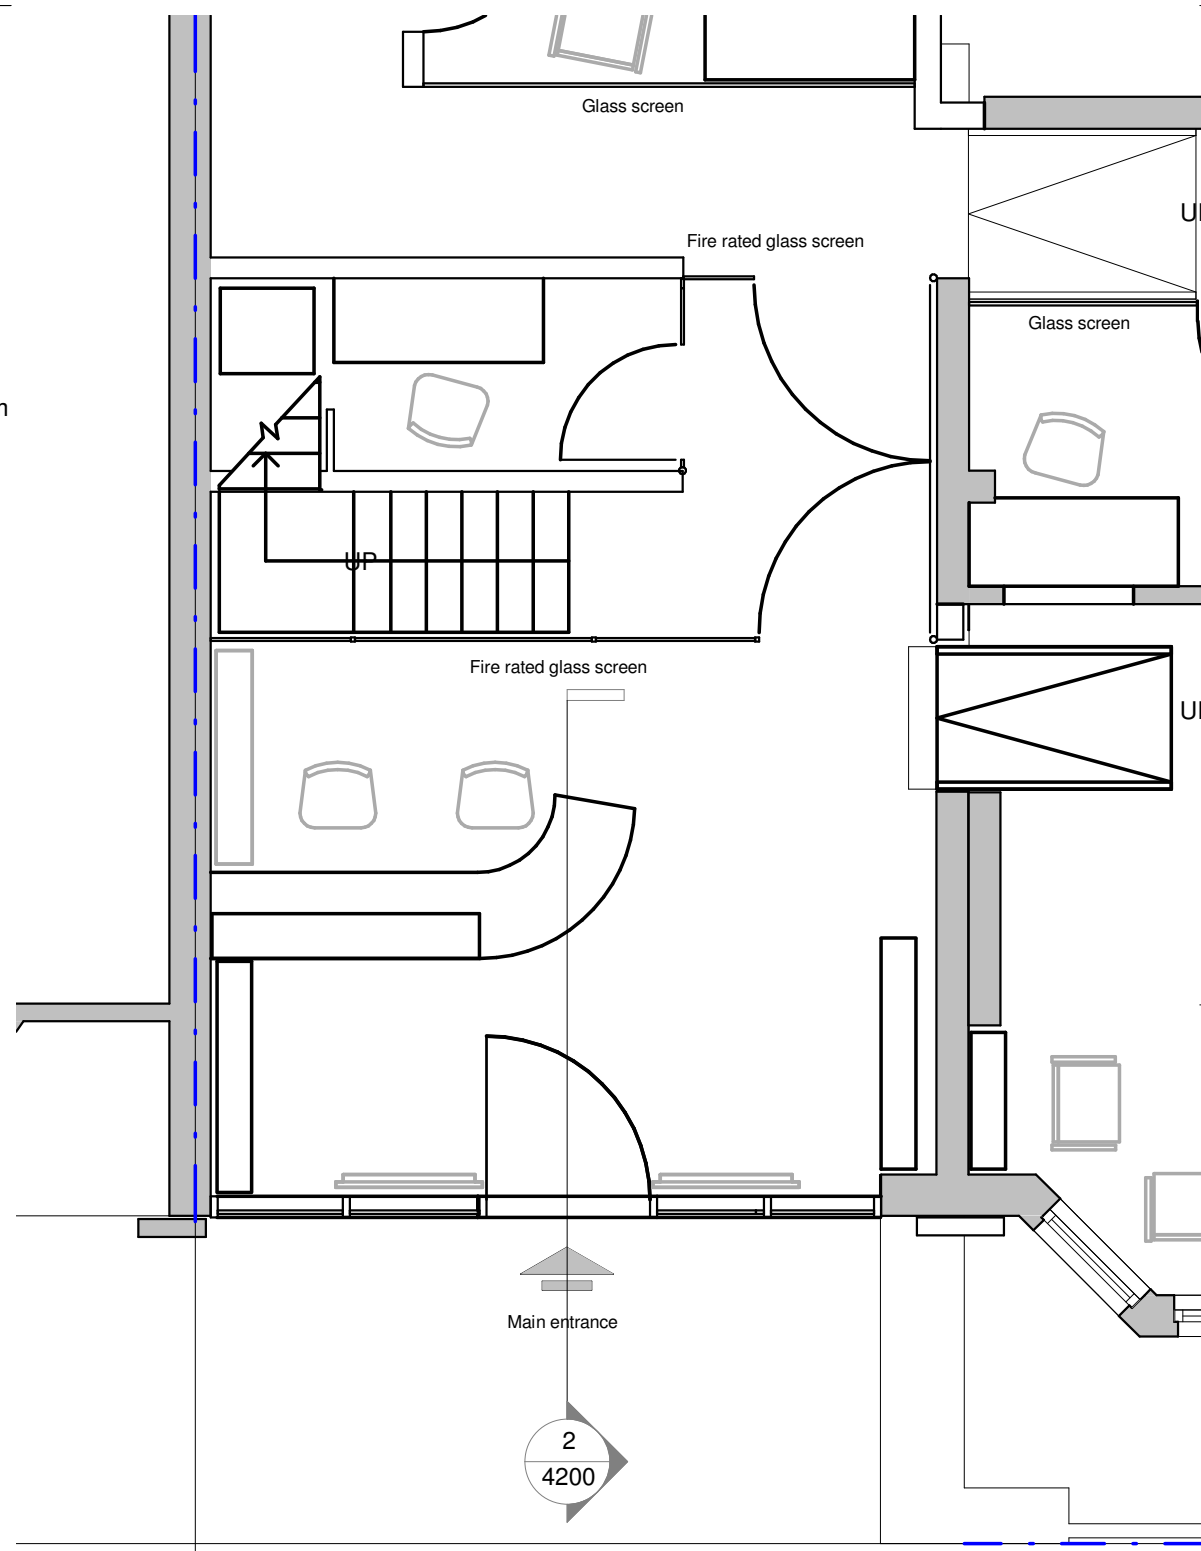 Glass screen
Fire rated glass screen
Glass screen
UP
Fire rated glass screen
Main entrance
2
4200